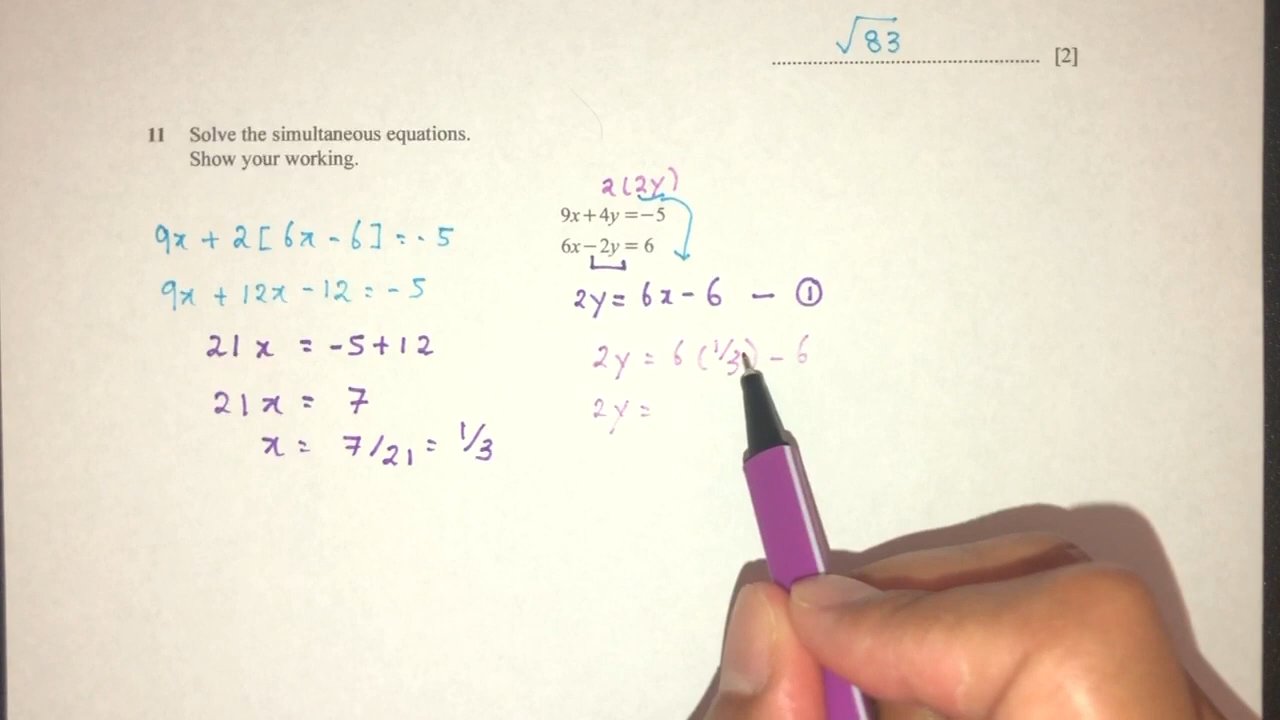 √83
[2]
11 Solve the simultaneous equations.
Show your working.
2(2y)
9x+4y=−5
6x−2y=6
9x + 2[6x - 6] = -5
9x + 12x - 12 = -5
21x = -5+12
21x = 7
x = 7/21 = 1/3
2y = 6x - 6 - ①
2y = 6(1/3) - 6
2y =